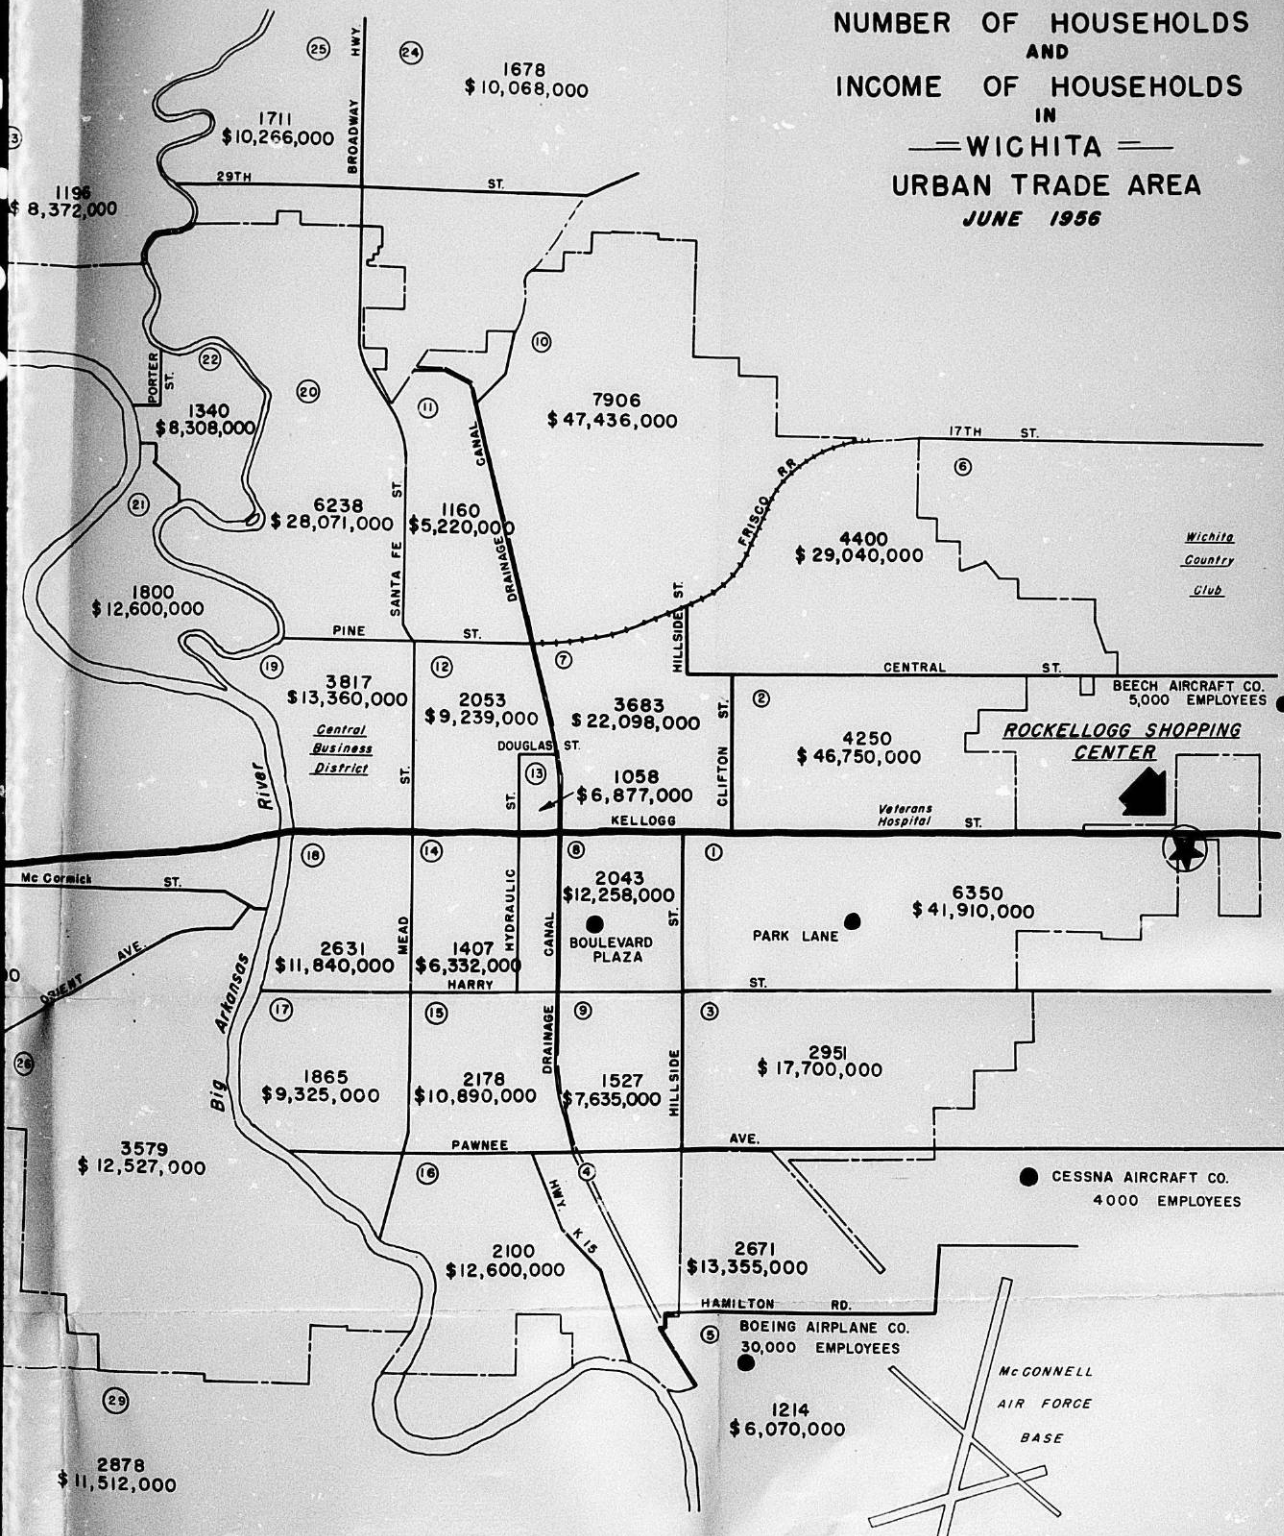 NUMBER OF HOUSEHOLDS
AND
INCOME OF HOUSEHOLDS
IN
WICHITA
URBAN TRADE AREA
JUNE 1956
25
BROADWAY HWY.
24
1678
$10,068,000
1711
$10,266,000
3
29TH ST.
1196
$8,372,000
10
22
PORTER ST.
20
1340
$8,308,000
11
7906
$47,436,000
CANAL
17TH ST.
6
FRISCO RR
21
6238
$28,071,000
SANTA FE ST.
1160
$5,220,000
DRAINAGE
4400
$29,040,000
Wichita
Country
Club
1800
$12,600,000
PINE ST.
HILLSIDE ST.
19
12
7
CENTRAL ST.
3817
$13,360,000
Central
Business
District
2053
$9,239,000
3683
$22,098,000
CLIFTON ST.
2
BEECH AIRCRAFT CO.
5,000 EMPLOYEES
ROCKELLOGG SHOPPING
CENTER
4250
$46,750,000
DOUGLAS ST.
13
1058
$6,877,000
River
ST.
ST.
KELLOGG
Veterans
Hospital
ST.
18
14
8
1
Mc Cormick ST.
2043
$12,258,000
6350
$41,910,000
HYDRAULIC
CANAL
ST.
BOULEVARD
PLAZA
PARK LANE
MEAD
ORIENT AVE.
2631
$11,840,000
1407
$6,332,000
HARRY
ST.
Arkansas
17
15
9
3
26
DRAINAGE
2951
$17,700,000
1865
$9,325,000
2178
$10,890,000
1527
$7,635,000
HILLSIDE
Big
3579
$12,527,000
PAWNEE
AVE.
16
4
HWY. K 15
CESSNA AIRCRAFT CO.
4000 EMPLOYEES
2100
$12,600,000
2671
$13,355,000
HAMILTON RD.
5
BOEING AIRPLANE CO.
30,000 EMPLOYEES
McCONNELL
AIR FORCE
BASE
29
1214
$6,070,000
2878
$11,512,000